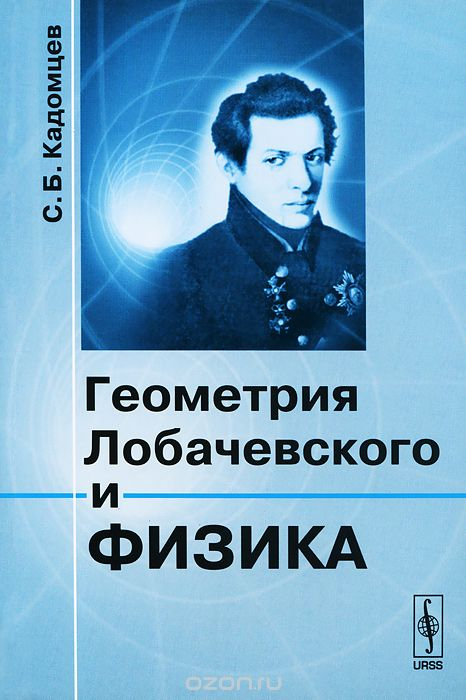 С. Б. Кадомцев
Геометрия
Лобачевского
и
ФИЗИКА
URSS
ozon.ru